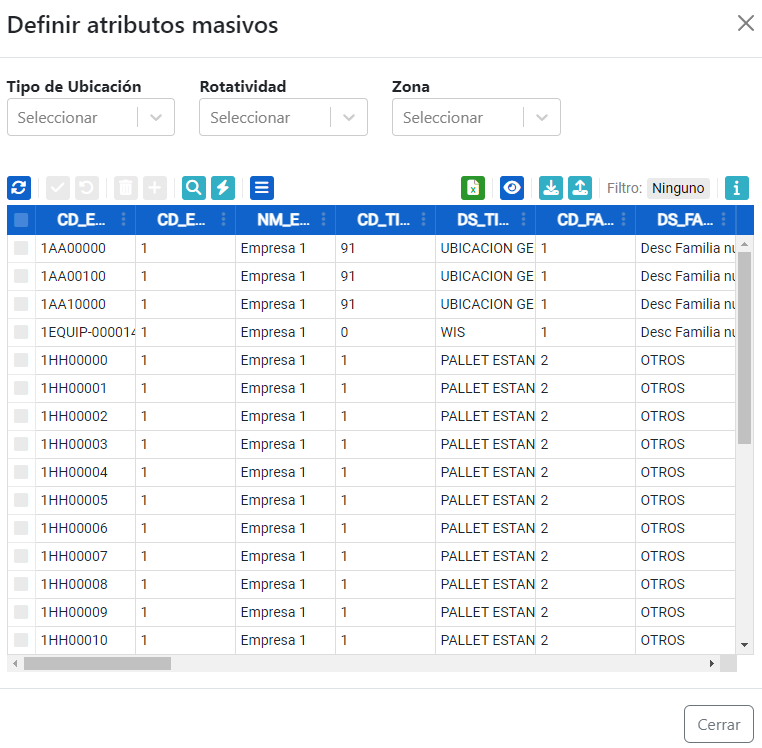 Definir atributos masivos
Tipo de Ubicación Rotatividad Zona
Seleccionar Seleccionar Seleccionar
Filtro: Ninguno
CD_E... CD_E... NM_E... CD_TI... DS_TI... CD_FA... DS_FA...
1AA00000 1 Empresa 1 91 UBICACION GE 1 Desc Familia nu
1AA00100 1 Empresa 1 91 UBICACION GE 1 Desc Familia nu
1AA10000 1 Empresa 1 91 UBICACION GE 1 Desc Familia nu
1EQUIP-000014 1 Empresa 1 0 WIS 1 Desc Familia nu
1HH00000 1 Empresa 1 1 PALLET ESTAN 2 OTROS
1HH00001 1 Empresa 1 1 PALLET ESTAN 2 OTROS
1HH00002 1 Empresa 1 1 PALLET ESTAN 2 OTROS
1HH00003 1 Empresa 1 1 PALLET ESTAN 2 OTROS
1HH00004 1 Empresa 1 1 PALLET ESTAN 2 OTROS
1HH00005 1 Empresa 1 1 PALLET ESTAN 2 OTROS
1HH00006 1 Empresa 1 1 PALLET ESTAN 2 OTROS
1HH00007 1 Empresa 1 1 PALLET ESTAN 2 OTROS
1HH00008 1 Empresa 1 1 PALLET ESTAN 2 OTROS
1HH00009 1 Empresa 1 1 PALLET ESTAN 2 OTROS
1HH00010 1 Empresa 1 1 PALLET ESTAN 2 OTROS
Cerrar